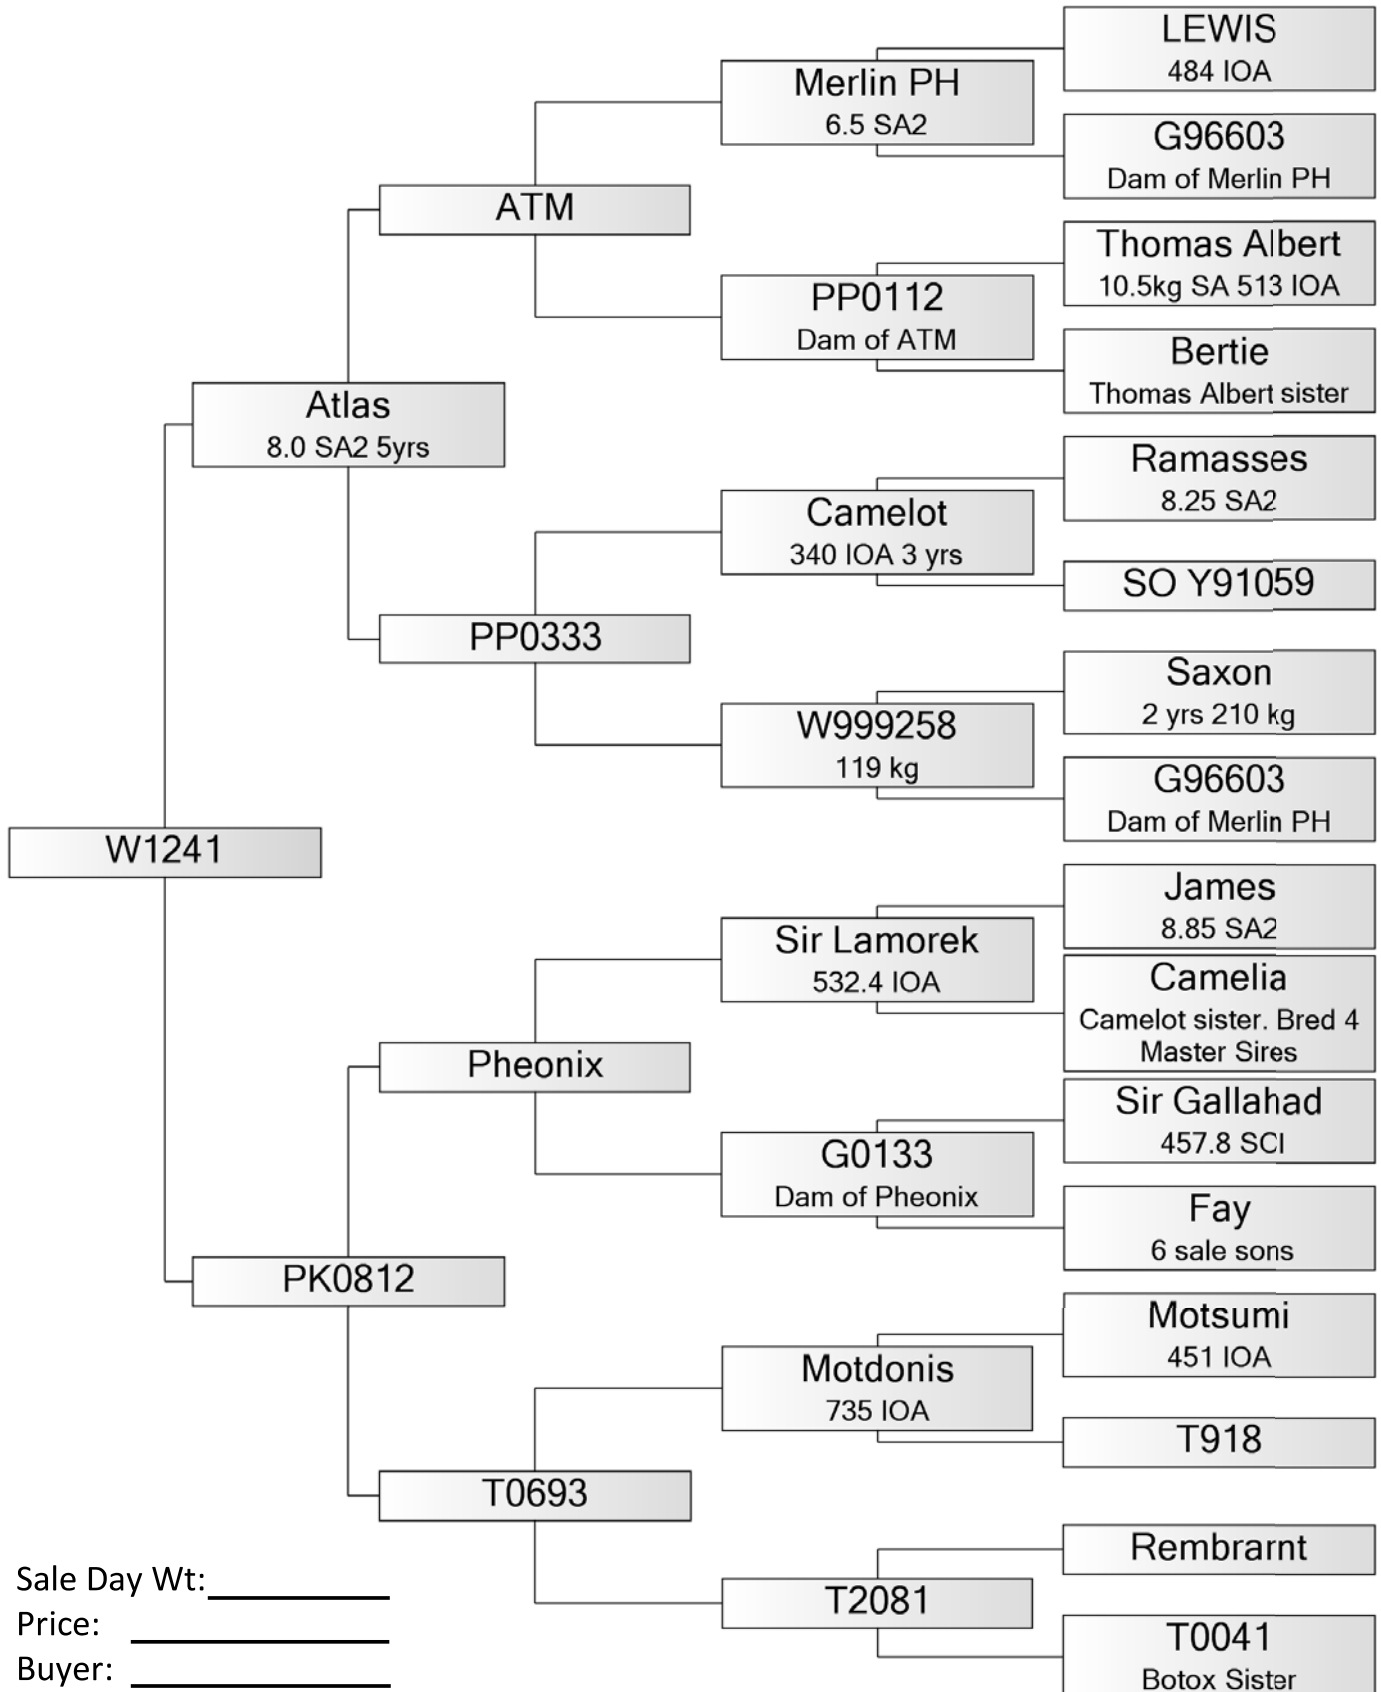 LEWIS
484 IOA
Merlin PH
6.5 SA2
G96603
Dam of Merlin PH
ATM
Thomas Albert
10.5kg SA 513 IOA
PP0112
Dam of ATM
Bertie
Thomas Albert sister
Atlas
8.0 SA2 5yrs
Ramasses
8.25 SA2
Camelot
340 IOA 3 yrs
SO Y91059
PP0333
Saxon
2 yrs 210 kg
W999258
119 kg
G96603
Dam of Merlin PH
W1241
James
8.85 SA2
Sir Lamorek
532.4 IOA
Camelia
Camelot sister. Bred 4
Master Sires
Pheonix
Sir Gallahad
457.8 SCI
G0133
Dam of Pheonix
Fay
6 sale sons
PK0812
Motsumi
451 IOA
Motdonis
735 IOA
T918
T0693
Rembrarnt
T2081
T0041
Botox Sister
Sale Day Wt:
Price:
Buyer: